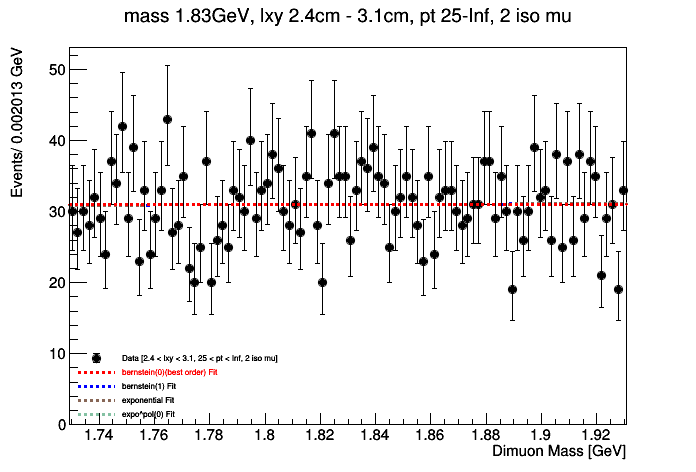 mass 1.83GeV, lxy 2.4cm - 3.1cm, pt 25-Inf, 2 iso mu
Events/ 0.002013 GeV
50
40
30
20
10
0
Data [2.4 < lxy < 3.1, 25 < pt < Inf, 2 iso mu]
bernstein(0)(best order) Fit
bernstein(1) Fit
exponential Fit
expo*pol(0) Fit
1.74 1.76 1.78 1.8 1.82 1.84 1.86 1.88 1.9 1.92
Dimuon Mass [GeV]